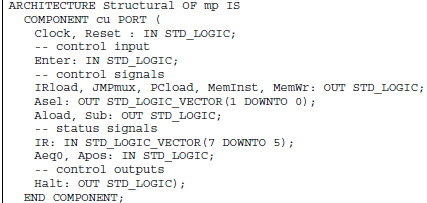 ARCHITECTURE Structural OF mp IS
COMPONENT cu PORT (
Clock, Reset : IN STD_LOGIC;
-- control input
Enter: IN STD_LOGIC;
-- control signals
IRload, JMPmux, PCload, MemInst, MemWr: OUT STD_LOGIC;
Asel: OUT STD_LOGIC_VECTOR(1 DOWNTO 0);
Aload, Sub: OUT STD_LOGIC;
-- status signals
IR: IN STD_LOGIC_VECTOR(7 DOWNTO 5);
Aeq0, Apos: IN STD_LOGIC;
-- control outputs
Halt: OUT STD_LOGIC);
END COMPONENT;